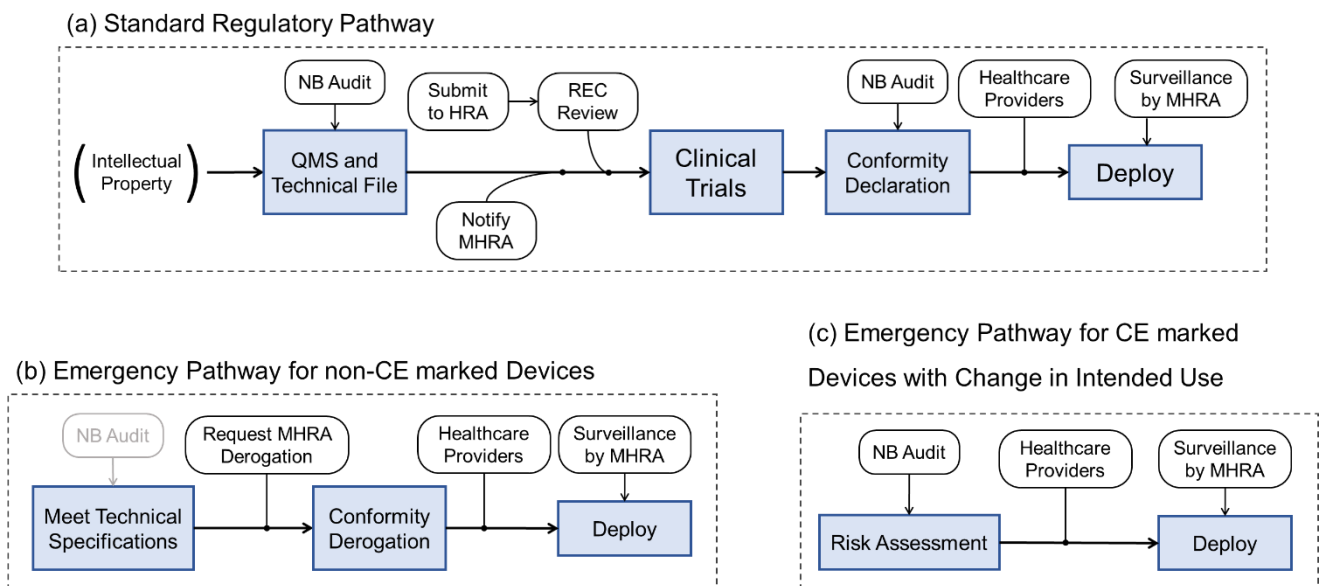 (a) Standard Regulatory Pathway
NB Audit
Submit
to HRA
REC
Review
NB Audit
Healthcare
Providers
Surveillance
by MHRA
(Intellectual
Property)
QMS and
Technical File
Clinical
Trials
Conformity
Declaration
Deploy
Notify
MHRA
(b) Emergency Pathway for non-CE marked Devices
NB Audit
Request MHRA
Derogation
Healthcare
Providers
Surveillance
by MHRA
Meet Technical
Specifications
Conformity
Derogation
Deploy
(c) Emergency Pathway for CE marked
Devices with Change in Intended Use
NB Audit
Healthcare
Providers
Surveillance
by MHRA
Risk Assessment
Deploy